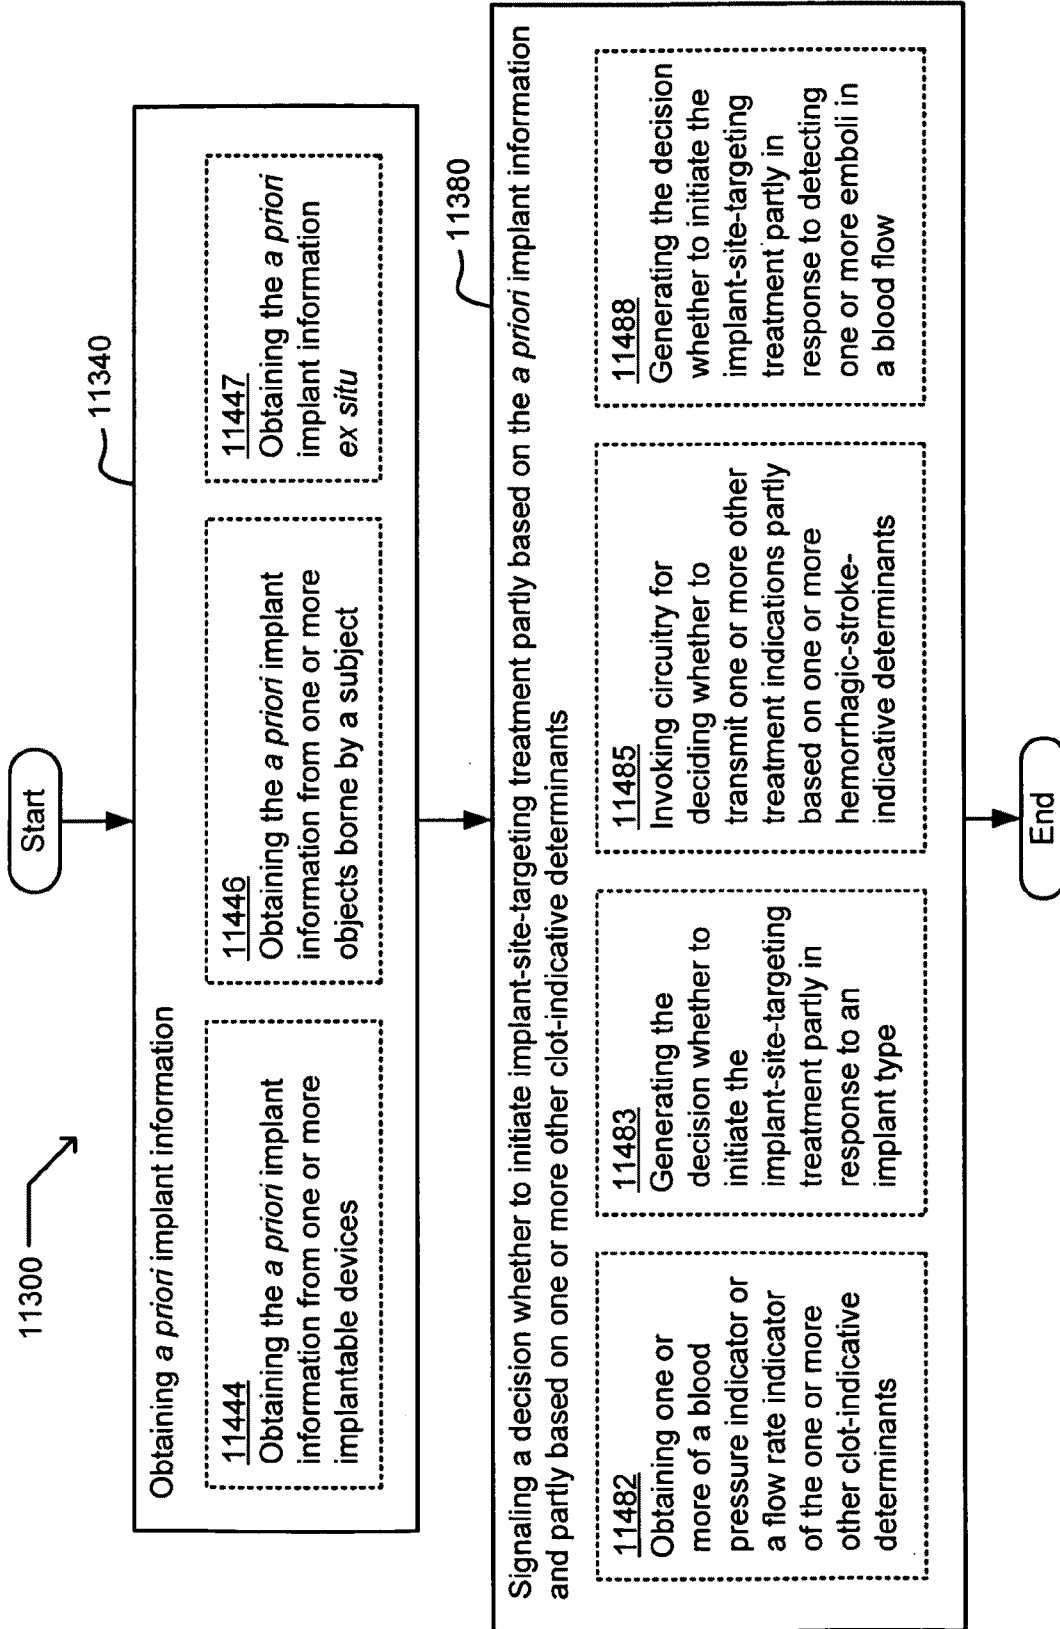 11300
Start
11340
Obtaining a priori implant information
11444
Obtaining the a priori implant
information from one or more
implantable devices
11446
Obtaining the a priori implant
information from one or more
objects borne by a subject
11447
Obtaining the a priori
implant information
ex situ
11380
Signaling a decision whether to initiate implant-site-targeting treatment partly based on the a priori implant information
and partly based on one or more other clot-indicative determinants
11482
Obtaining one or
more of a blood
pressure indicator or
a flow rate indicator
of the one or more
other clot-indicative
determinants
11483
Generating the
decision whether to
initiate the
implant-site-targeting
treatment partly in
response to an
implant type
11485
Invoking circuitry for
deciding whether to
transmit one or more other
treatment indications partly
based on one or more
hemorrhagic-stroke-
indicative determinants
11488
Generating the decision
whether to initiate the
implant-site-targeting
treatment partly in
response to detecting
one or more emboli in
a blood flow
End